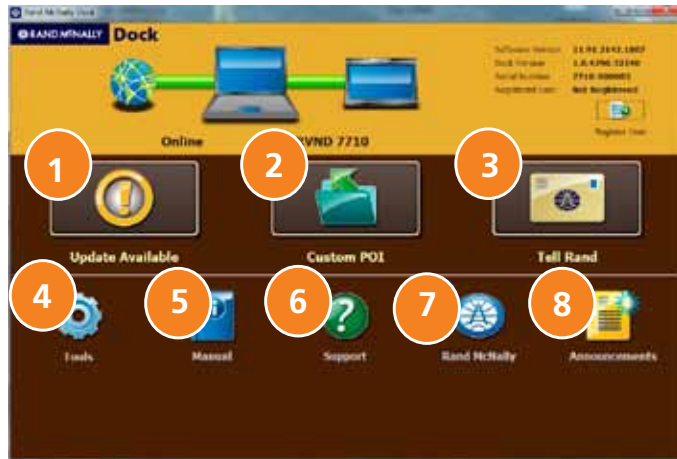 Rand McNally Dock
RAND McNALLY Dock
Software Version
Dock Version
Serial Number
Registered User Not Registered
Register User
Online RVND 7710
1 2 3
Update Available Custom POI Tell Rand
4 5 6 7 8
Tools Manual Support Rand McNally Announcements